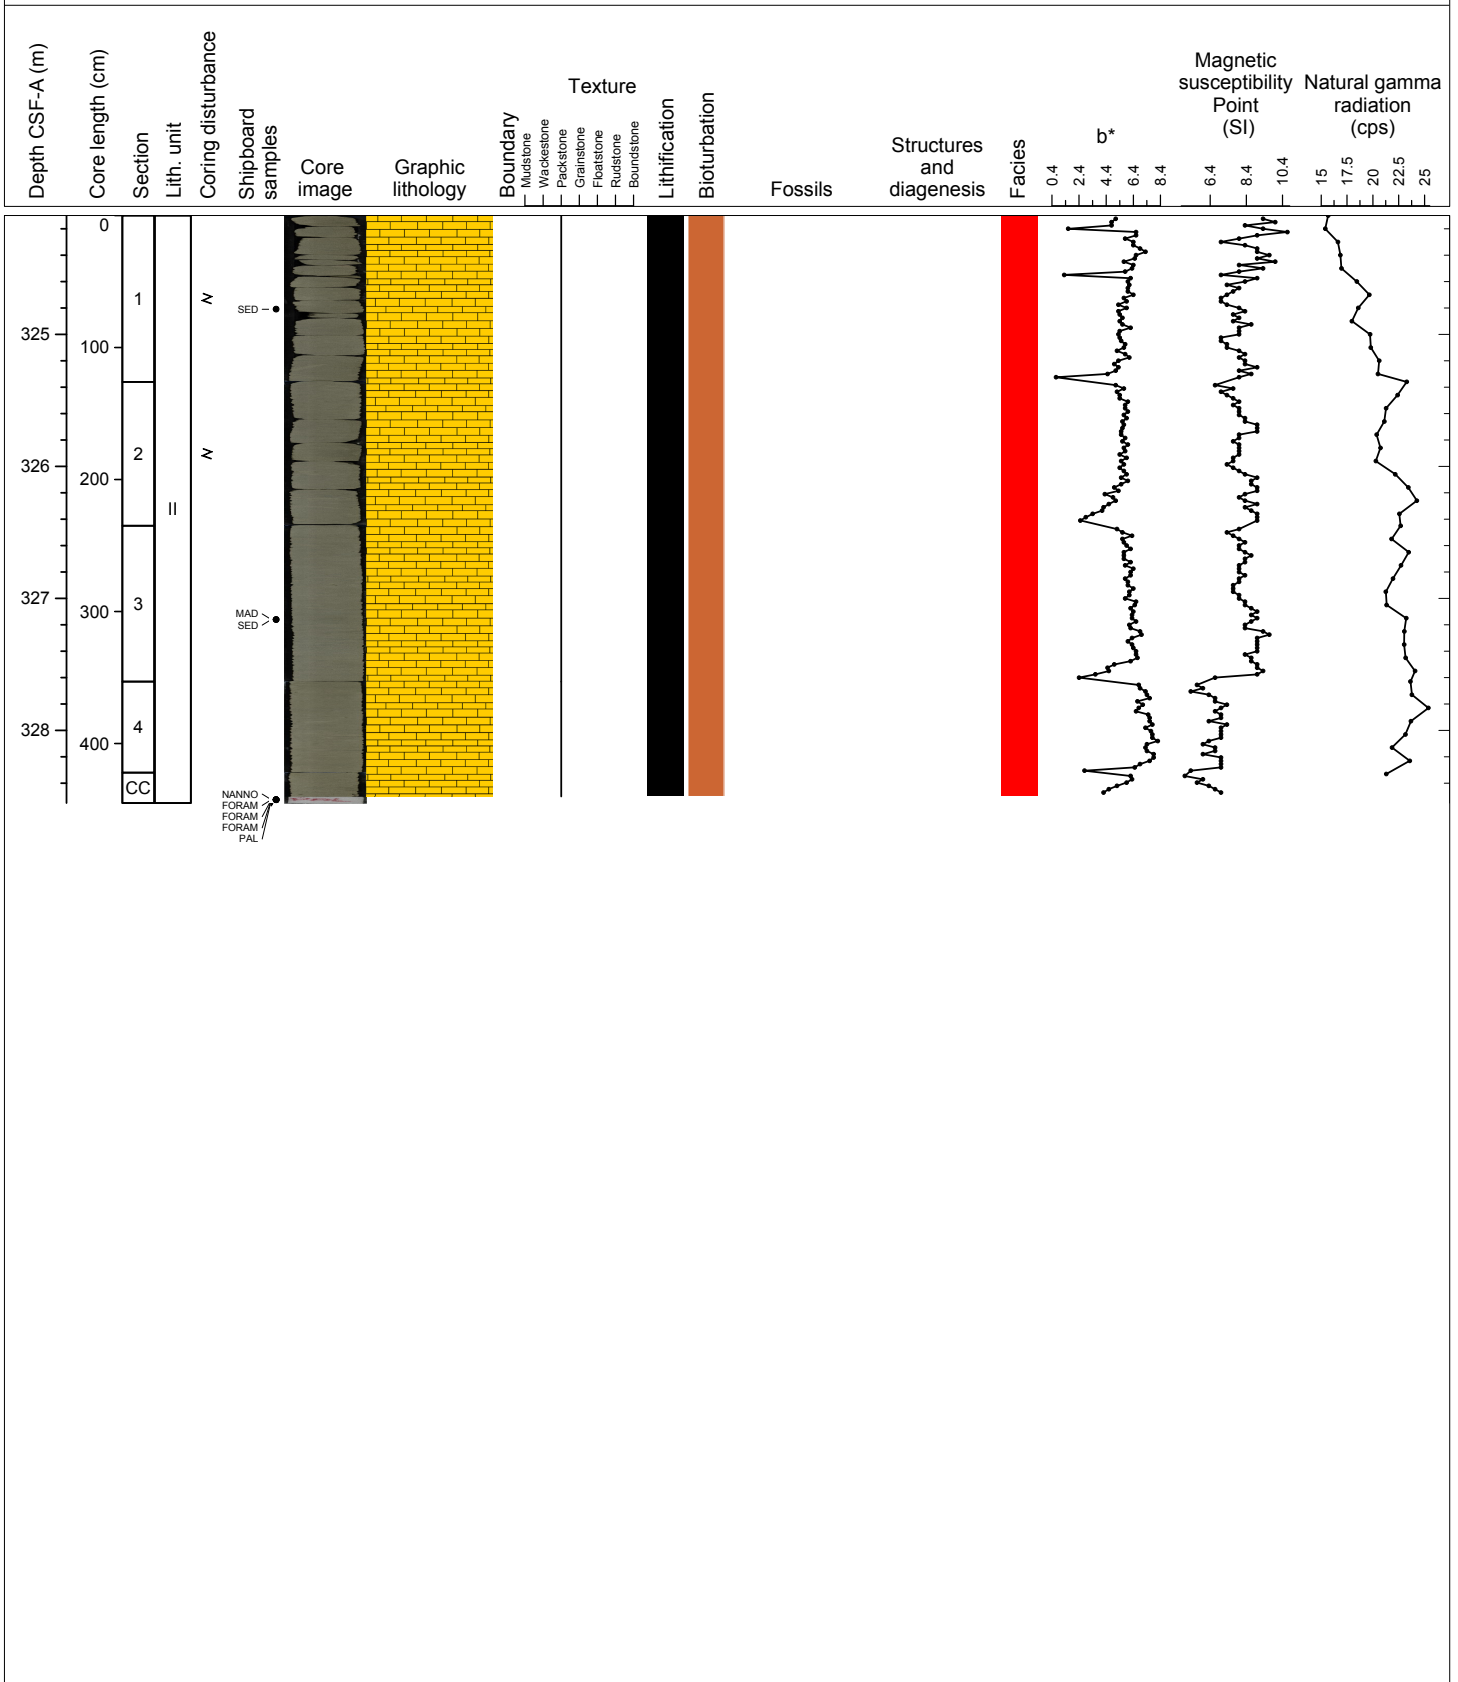 Depth CSF-A (m)
Core length (cm)
Section
Lith. unit
Coring disturbance
Shipboard
samples
Core
image
Graphic
lithology
Boundary
Texture
Mudstone
Wackestone
Packstone
Grainstone
Floatstone
Rudstone
Boundstone
Lithification
Bioturbation
Fossils
Structures
and
diagenesis
Facies
b*
0.4
2.4
4.4
6.4
8.4
Magnetic
susceptibility
Point
(SI)
6.4
8.4
10.4
Natural gamma
radiation
(cps)
15
17.5
20
22.5
25
325
326
327
328
0
100
200
300
400
1
2
3
4
CC
II
SED
MAD
SED
NANNO
FORAM
FORAM
FORAM
PAL